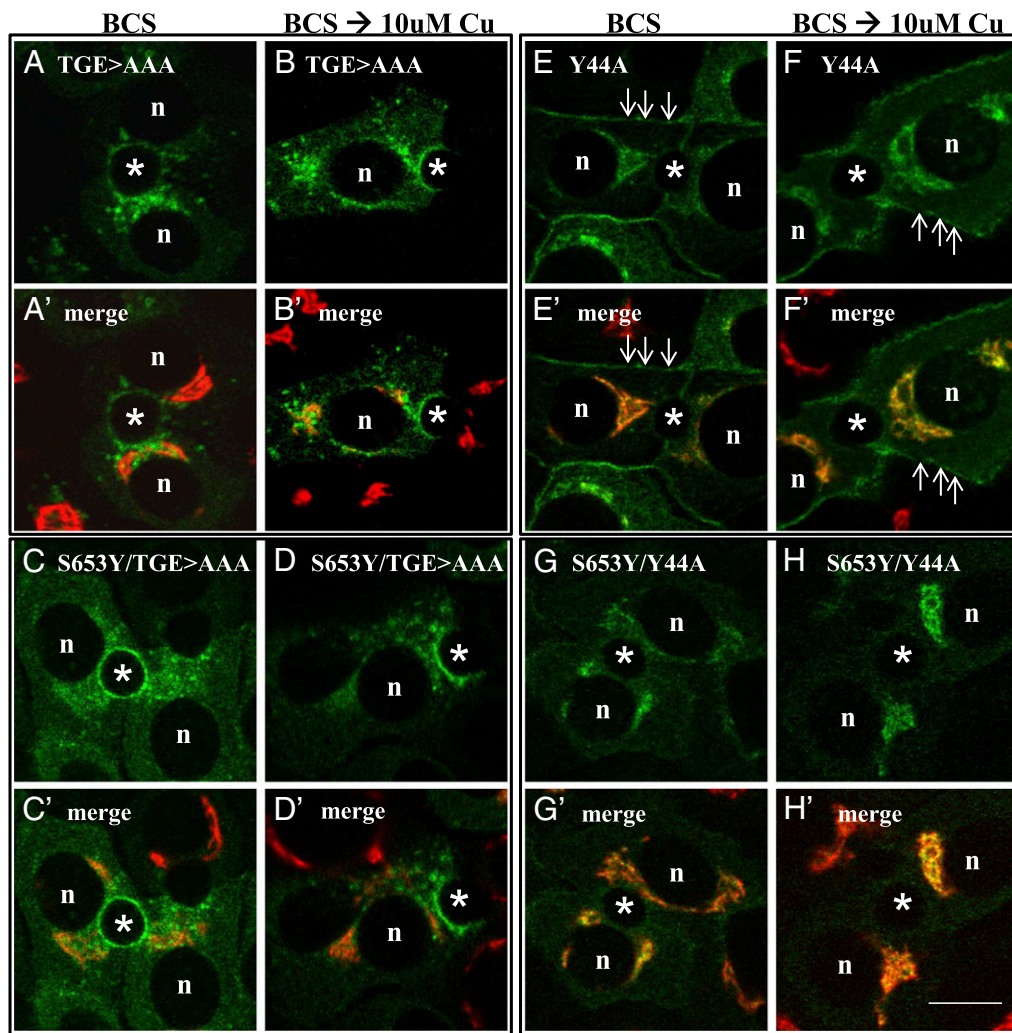 BCS BCS → 10uM Cu BCS BCS → 10uM Cu
A TGE>AAA B TGE>AAA E Y44A F Y44A
n
* n * n * n * n
n n
A' merge B' merge E' merge F' merge
n
* n * n * n * n
n n
C S653Y/TGE>AAA D S653Y/TGE>AAA G S653Y/Y44A H S653Y/Y44A
n * n n
* n * *
n n n
C' merge D' merge G' merge H' merge
n * n n
* n * *
n n n